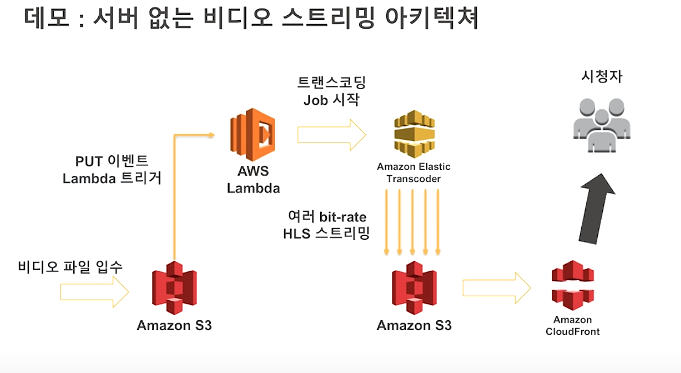 데모 : 서버 없는 비디오 스트리밍 아키텍쳐
시청자
트랜스코딩
Job 시작
PUT 이벤트
Lambda 트리거
AWS
Lambda
Amazon Elastic
Transcoder
여러 bit-rate
HLS 스트리밍
비디오 파일 입수
Amazon S3
Amazon S3
Amazon
CloudFront